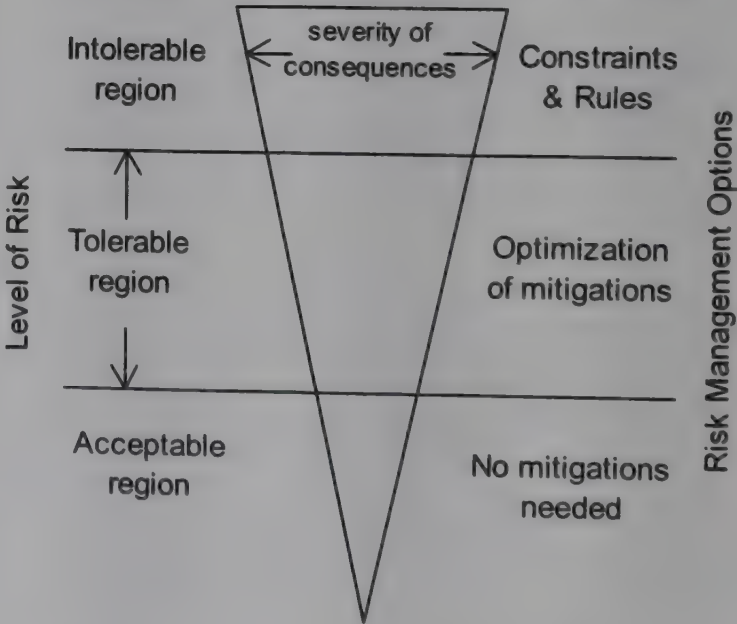 Intolerable
region
severity of
consequences
Constraints
& Rules
Level of Risk
Tolerable
region
Optimization
of mitigations
Risk Management Options
Acceptable
region
No mitigations
needed